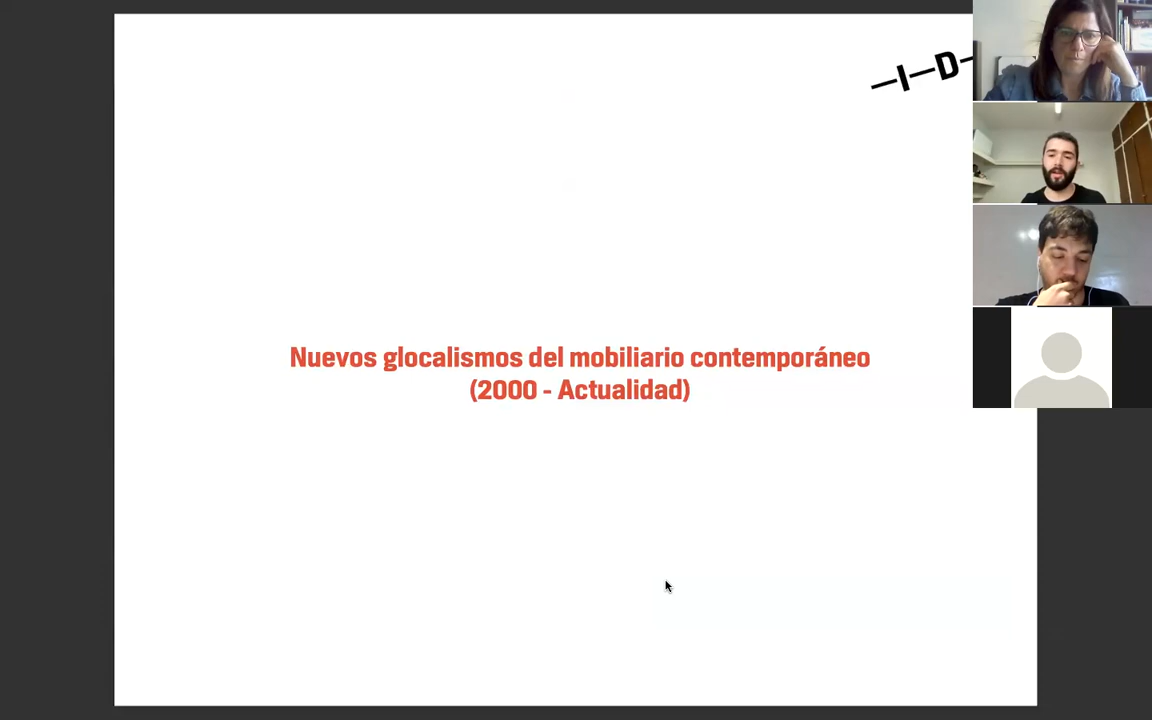 —I—D—
Nuevos glocalismos del mobiliario contemporáneo
(2000 - Actualidad)